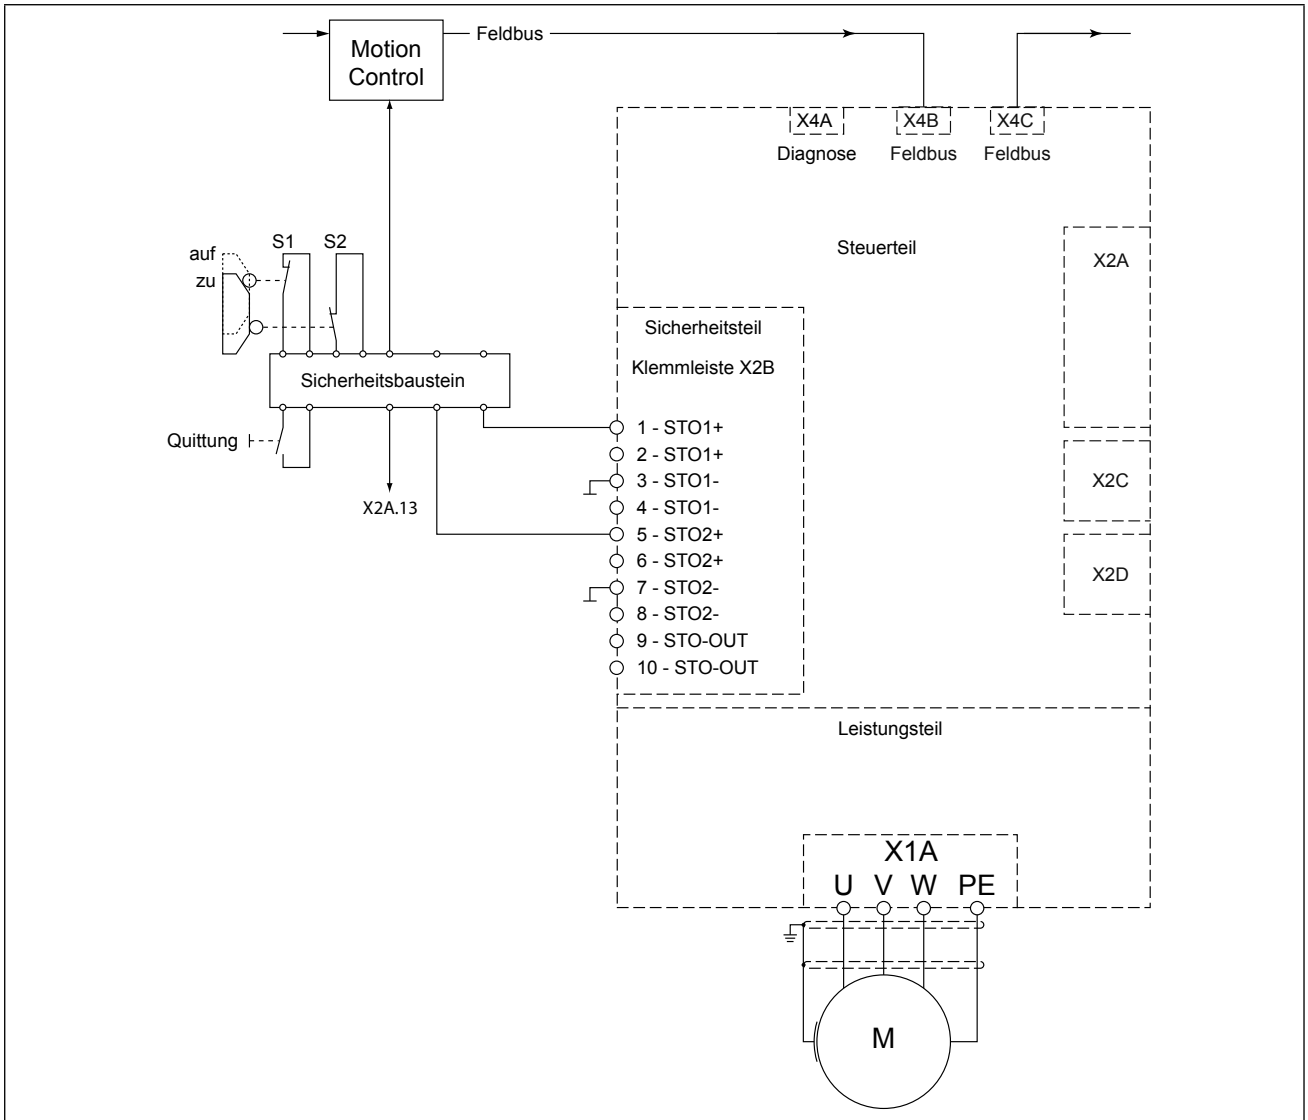 Motion
Control
Feldbus
X4A
X4B
X4C
Diagnose
Feldbus
Feldbus
Steuerteil
S1
S2
auf
zu
X2A
Sicherheitsteil
Klemmleiste X2B
Sicherheitsbaustein
Quittung
X2A.13
1 - STO1+
2 - STO1+
3 - STO1-
4 - STO1-
5 - STO2+
6 - STO2+
7 - STO2-
8 - STO2-
9 - STO-OUT
10 - STO-OUT
X2C
X2D
Leistungsteil
X1A
U V W PE
M